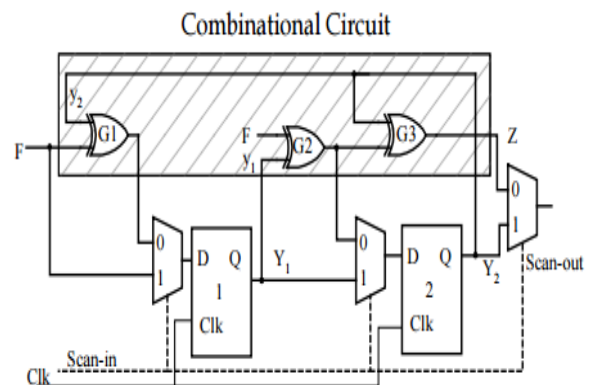 Combinational Circuit
y2
G1
F
F
y1
G2
G3
Z
0
1
0
1
D Q
1
Clk
Y1
0
1
D Q
2
Clk
Y2
Scan-out
Scan-in
Clk